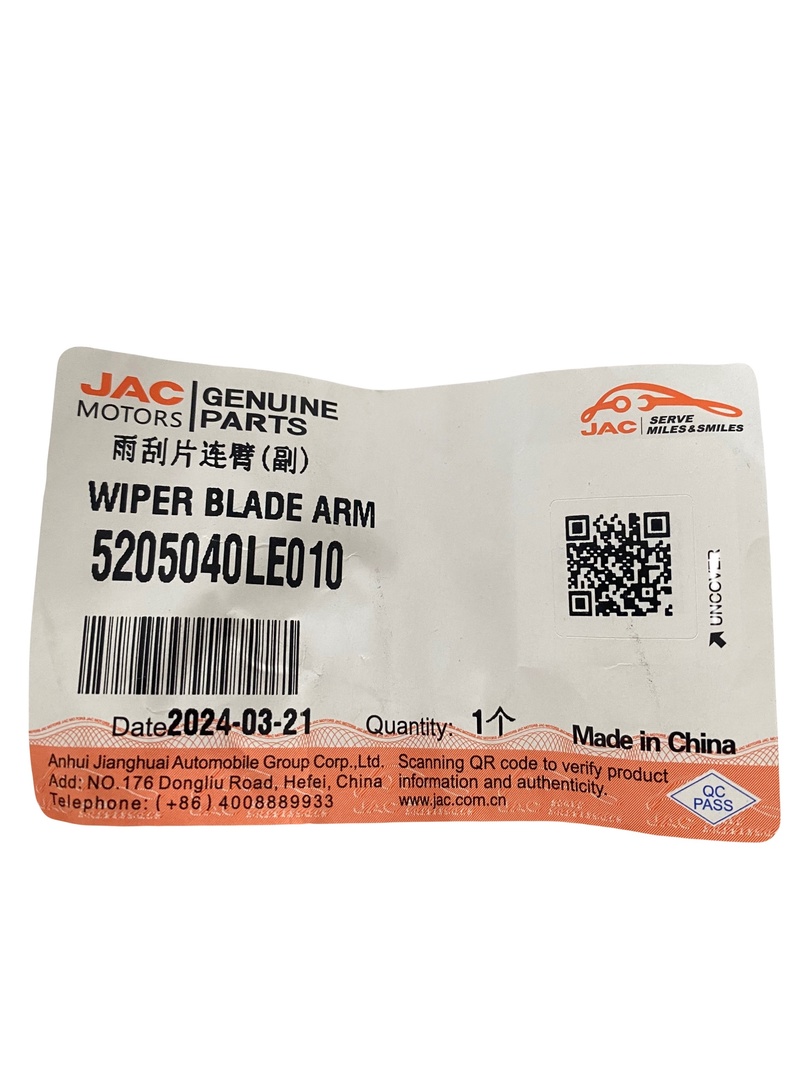 JAC
MOTORS
GENUINE
PARTS
JAC
SERVE
MILES&SMILES
雨刮片连臂(副)
WIPER BLADE ARM
5205040LE010
UNCOVER
Date2024-03-21
Quantity: 1个
Made in China
Anhui Jianghuai Automobile Group Corp.,Ltd.
Add: NO.176 Dongliu Road, Hefei, China
Telephone: (+86) 4008889933
Scanning QR code to verify product
information and authenticity.
www.jac.com.cn
QC
PASS